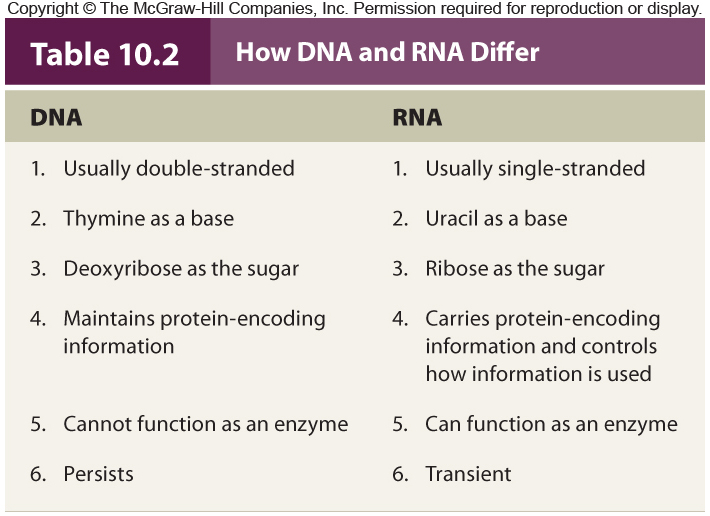 Copyright © The McGraw-Hill Companies, Inc. Permission required for reproduction or display.
Table 10.2 How DNA and RNA Differ
DNA RNA
1. Usually double-stranded 1. Usually single-stranded
2. Thymine as a base 2. Uracil as a base
3. Deoxyribose as the sugar 3. Ribose as the sugar
4. Maintains protein-encoding 4. Carries protein-encoding
information information and controls
how information is used
5. Cannot function as an enzyme 5. Can function as an enzyme
6. Persists 6. Transient